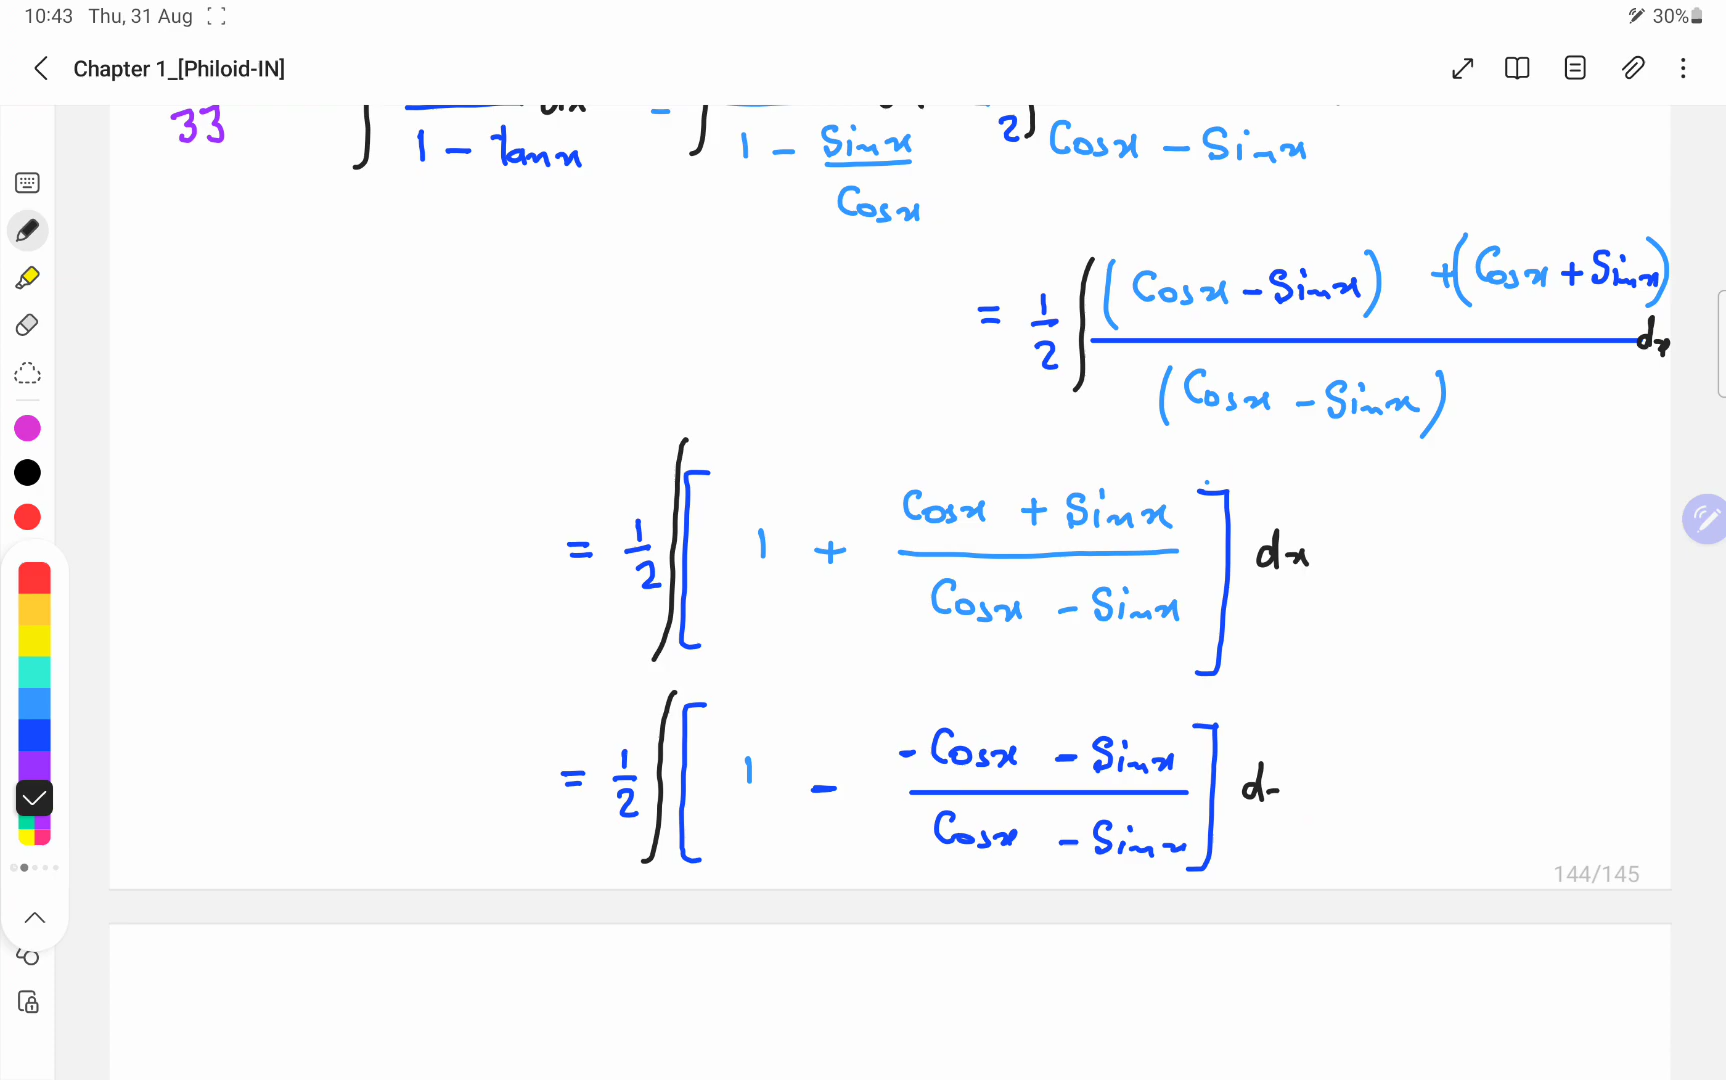 10:43 Thu, 31 Aug 30%
Chapter 1_[Philoid-IN]
33 ∫ / (1 - tanx) - ∫ / (1 - Sinx/Cosx) 2∫ / (Cosx - Sinx)
= 1/2 ∫ ((Cosx - Sinx) + (Cosx + Sinx)) / (Cosx - Sinx) dx
= 1/2 ∫ [ 1 + (Cosx + Sinx) / (Cosx - Sinx) ] dx
= 1/2 ∫ [ 1 - (-Cosx - Sinx) / (Cosx - Sinx) ] d-
144/145